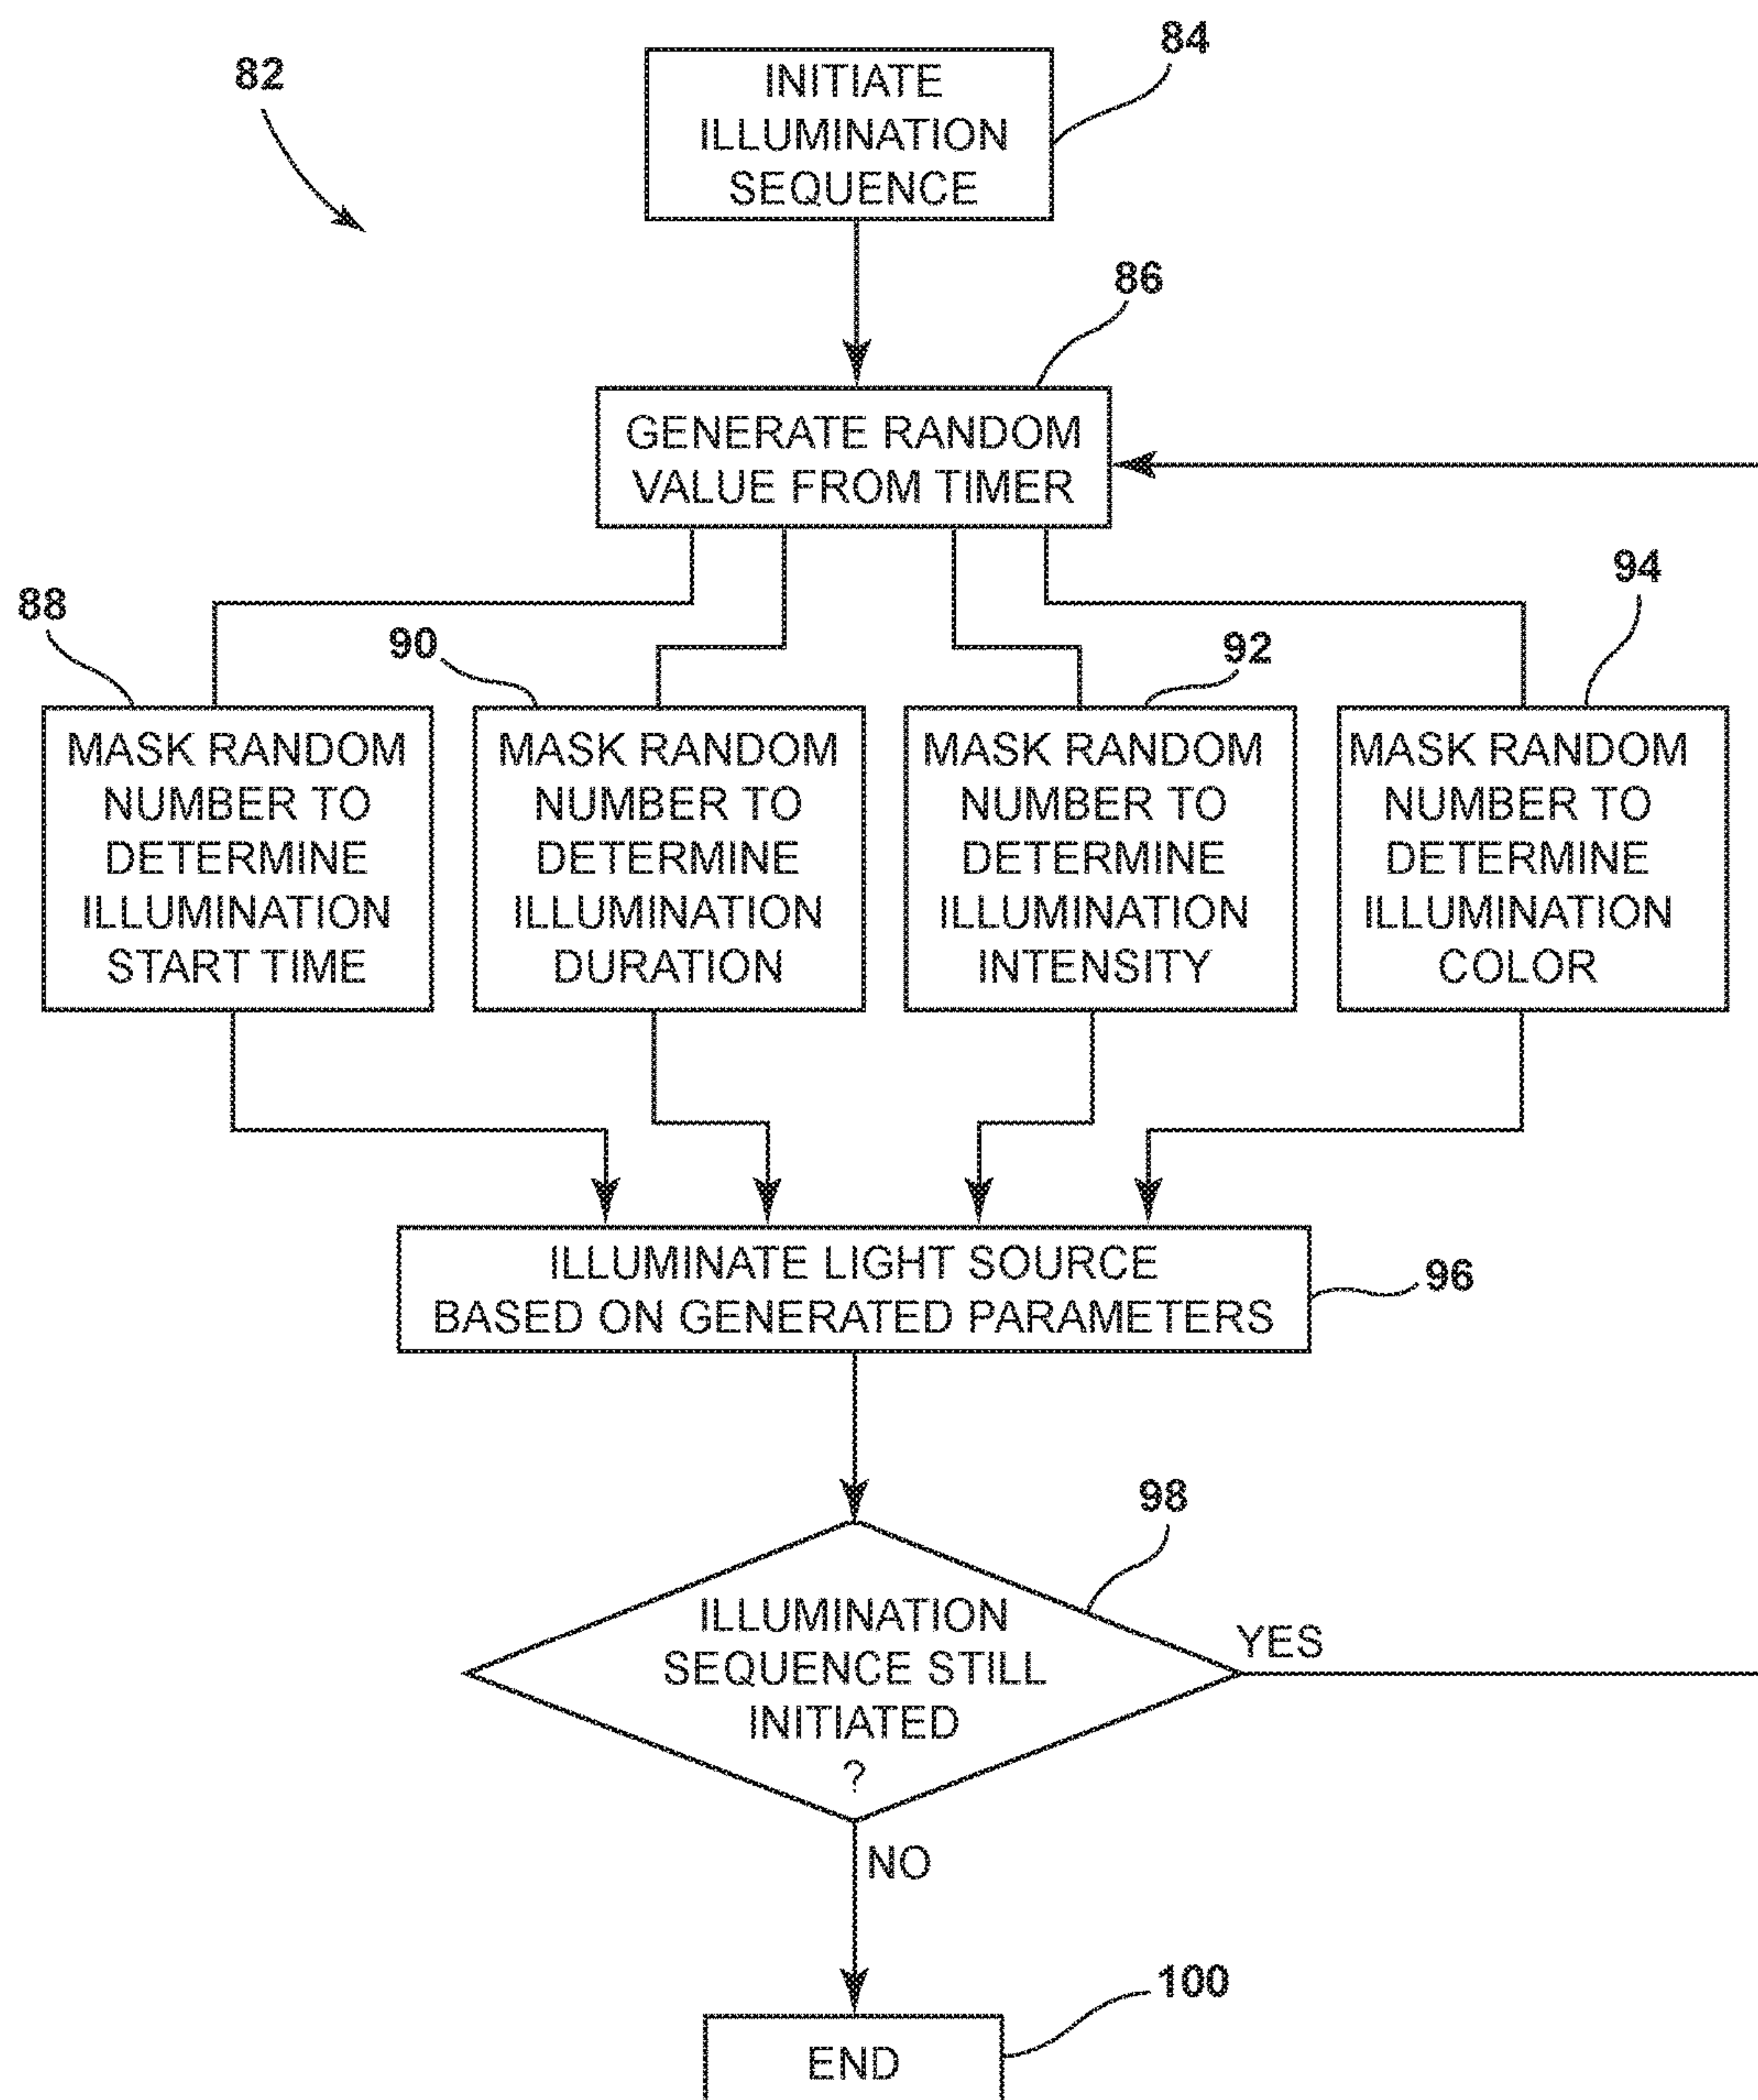 82
84
INITIATE
ILLUMINATION
SEQUENCE
86
GENERATE RANDOM
VALUE FROM TIMER
88
MASK RANDOM
NUMBER TO
DETERMINE
ILLUMINATION
START TIME
90
MASK RANDOM
NUMBER TO
DETERMINE
ILLUMINATION
DURATION
92
MASK RANDOM
NUMBER TO
DETERMINE
ILLUMINATION
INTENSITY
94
MASK RANDOM
NUMBER TO
DETERMINE
ILLUMINATION
COLOR
ILLUMINATE LIGHT SOURCE
BASED ON GENERATED PARAMETERS
96
98
ILLUMINATION
SEQUENCE STILL
INITIATED
?
YES
NO
100
END